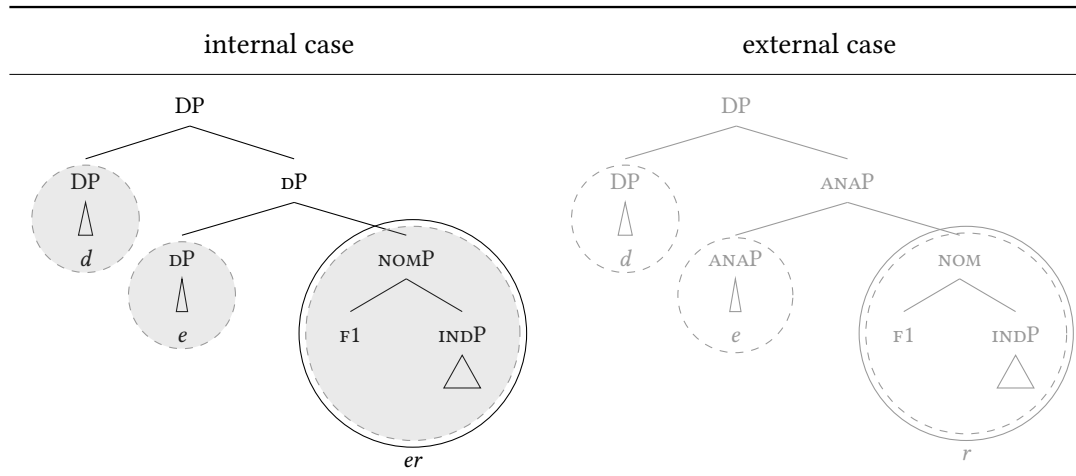 internal case external case
DP DP
DP DP DP ANAP
d DP NOMP d ANAP NOM
e F1 INDP e F1 INDP
er r